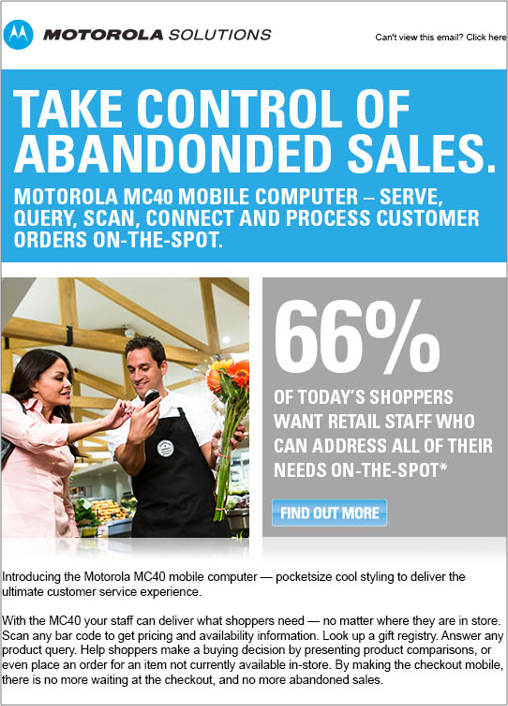 MOTOROLA SOLUTIONS
Can't view this email? Click here
TAKE CONTROL OF
ABANDONDED SALES.
MOTOROLA MC40 MOBILE COMPUTER – SERVE,
QUERY, SCAN, CONNECT AND PROCESS CUSTOMER
ORDERS ON-THE-SPOT.
66%
OF TODAY'S SHOPPERS
WANT RETAIL STAFF WHO
CAN ADDRESS ALL OF THEIR
NEEDS ON-THE-SPOT*
FIND OUT MORE
Introducing the Motorola MC40 mobile computer — pocketsize cool styling to deliver the
ultimate customer service experience.
With the MC40 your staff can deliver what shoppers need — no matter where they are in store.
Scan any bar code to get pricing and availability information. Look up a gift registry. Answer any
product query. Help shoppers make a buying decision by presenting product comparisons, or
even place an order for an item not currently available in-store. By making the checkout mobile,
there is no more waiting at the checkout, and no more abandoned sales.